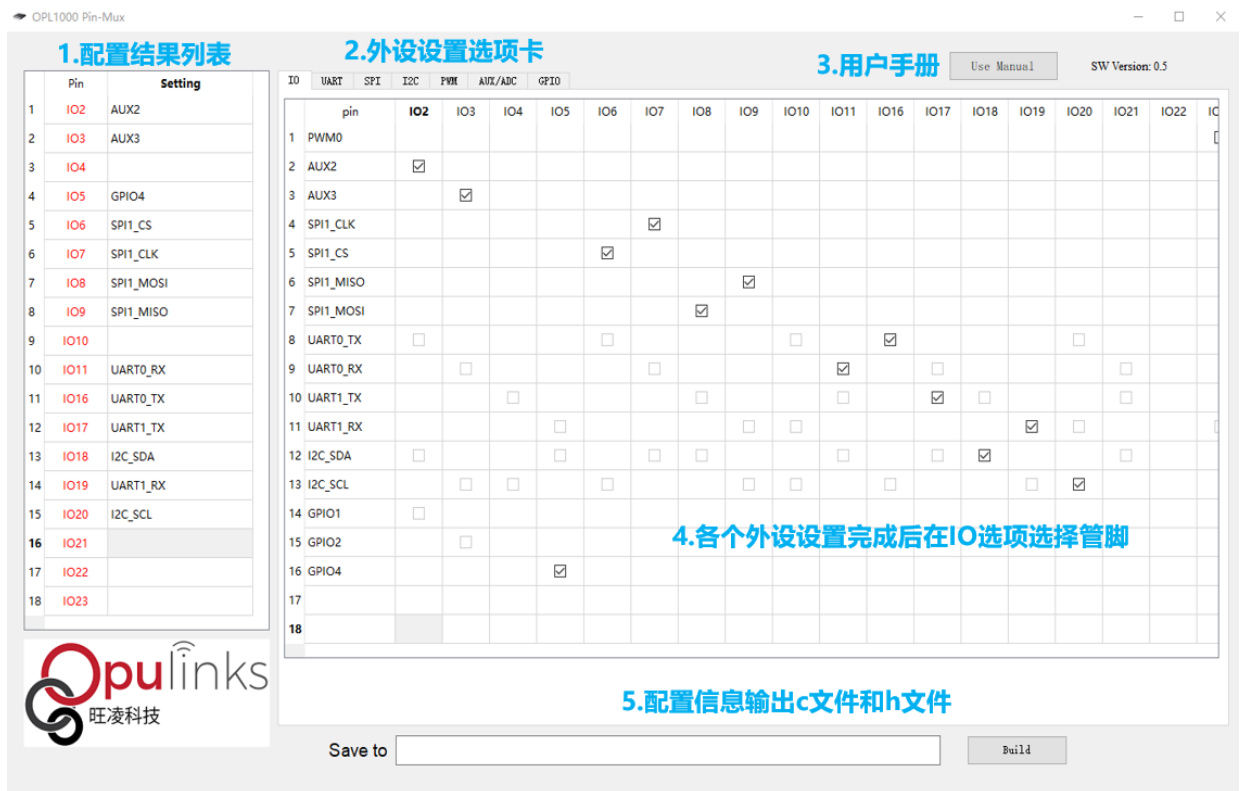 OPL1000 Pin-Mux
1.配置结果列表
2.外设设置选项卡
3.用户手册
Use Manual
SW Version: 0.5
Pin Setting
1 IO2 AUX2
2 IO3 AUX3
3 IO4
4 IO5 GPIO4
5 IO6 SPI1_CS
6 IO7 SPI1_CLK
7 IO8 SPI1_MOSI
8 IO9 SPI1_MISO
9 IO10
10 IO11 UART0_RX
11 IO16 UART0_TX
12 IO17 UART1_TX
13 IO18 I2C_SDA
14 IO19 UART1_RX
15 IO20 I2C_SCL
16 IO21
17 IO22
18 IO23
IO UART SPI I2C PWM AUX/ADC GPIO
pin IO2 IO3 IO4 IO5 IO6 IO7 IO8 IO9 IO10 IO11 IO16 IO17 IO18 IO19 IO20 IO21 IO22
1 PWM0
2 AUX2
3 AUX3
4 SPI1_CLK
5 SPI1_CS
6 SPI1_MISO
7 SPI1_MOSI
8 UART0_TX
9 UART0_RX
10 UART1_TX
11 UART1_RX
12 I2C_SDA
13 I2C_SCL
14 GPIO1
15 GPIO2
16 GPIO4
17
18
4.各个外设设置完成后在IO选项选择管脚
Opulinks
旺凌科技
5.配置信息输出c文件和h文件
Save to
Build